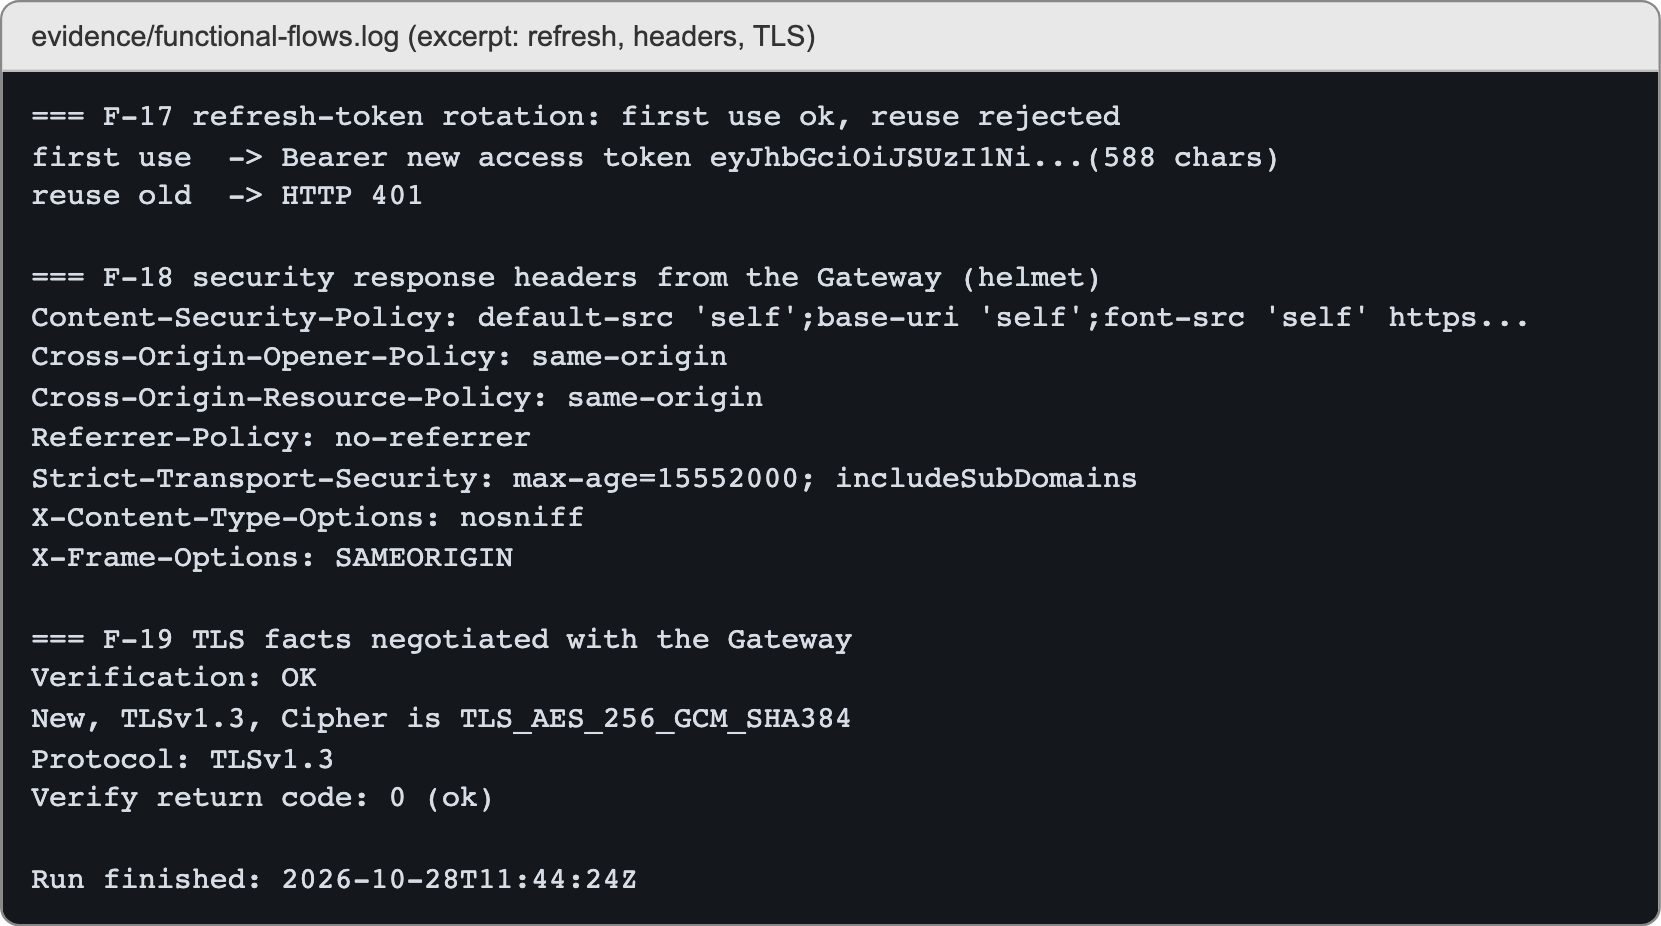 evidence/functional-flows.log (excerpt: refresh, headers, TLS)
=== F-17 refresh-token rotation: first use ok, reuse rejected
first use  -> Bearer new access token eyJhbGciOiJSUzI1Ni...(588 chars)
reuse old  -> HTTP 401
=== F-18 security response headers from the Gateway (helmet)
Content-Security-Policy: default-src 'self';base-uri 'self';font-src 'self' https...
Cross-Origin-Opener-Policy: same-origin
Cross-Origin-Resource-Policy: same-origin
Referrer-Policy: no-referrer
Strict-Transport-Security: max-age=15552000; includeSubDomains
X-Content-Type-Options: nosniff
X-Frame-Options: SAMEORIGIN
=== F-19 TLS facts negotiated with the Gateway
Verification: OK
New, TLSv1.3, Cipher is TLS_AES_256_GCM_SHA384
Protocol: TLSv1.3
Verify return code: 0 (ok)
Run finished: 2026-10-28T11:44:24Z